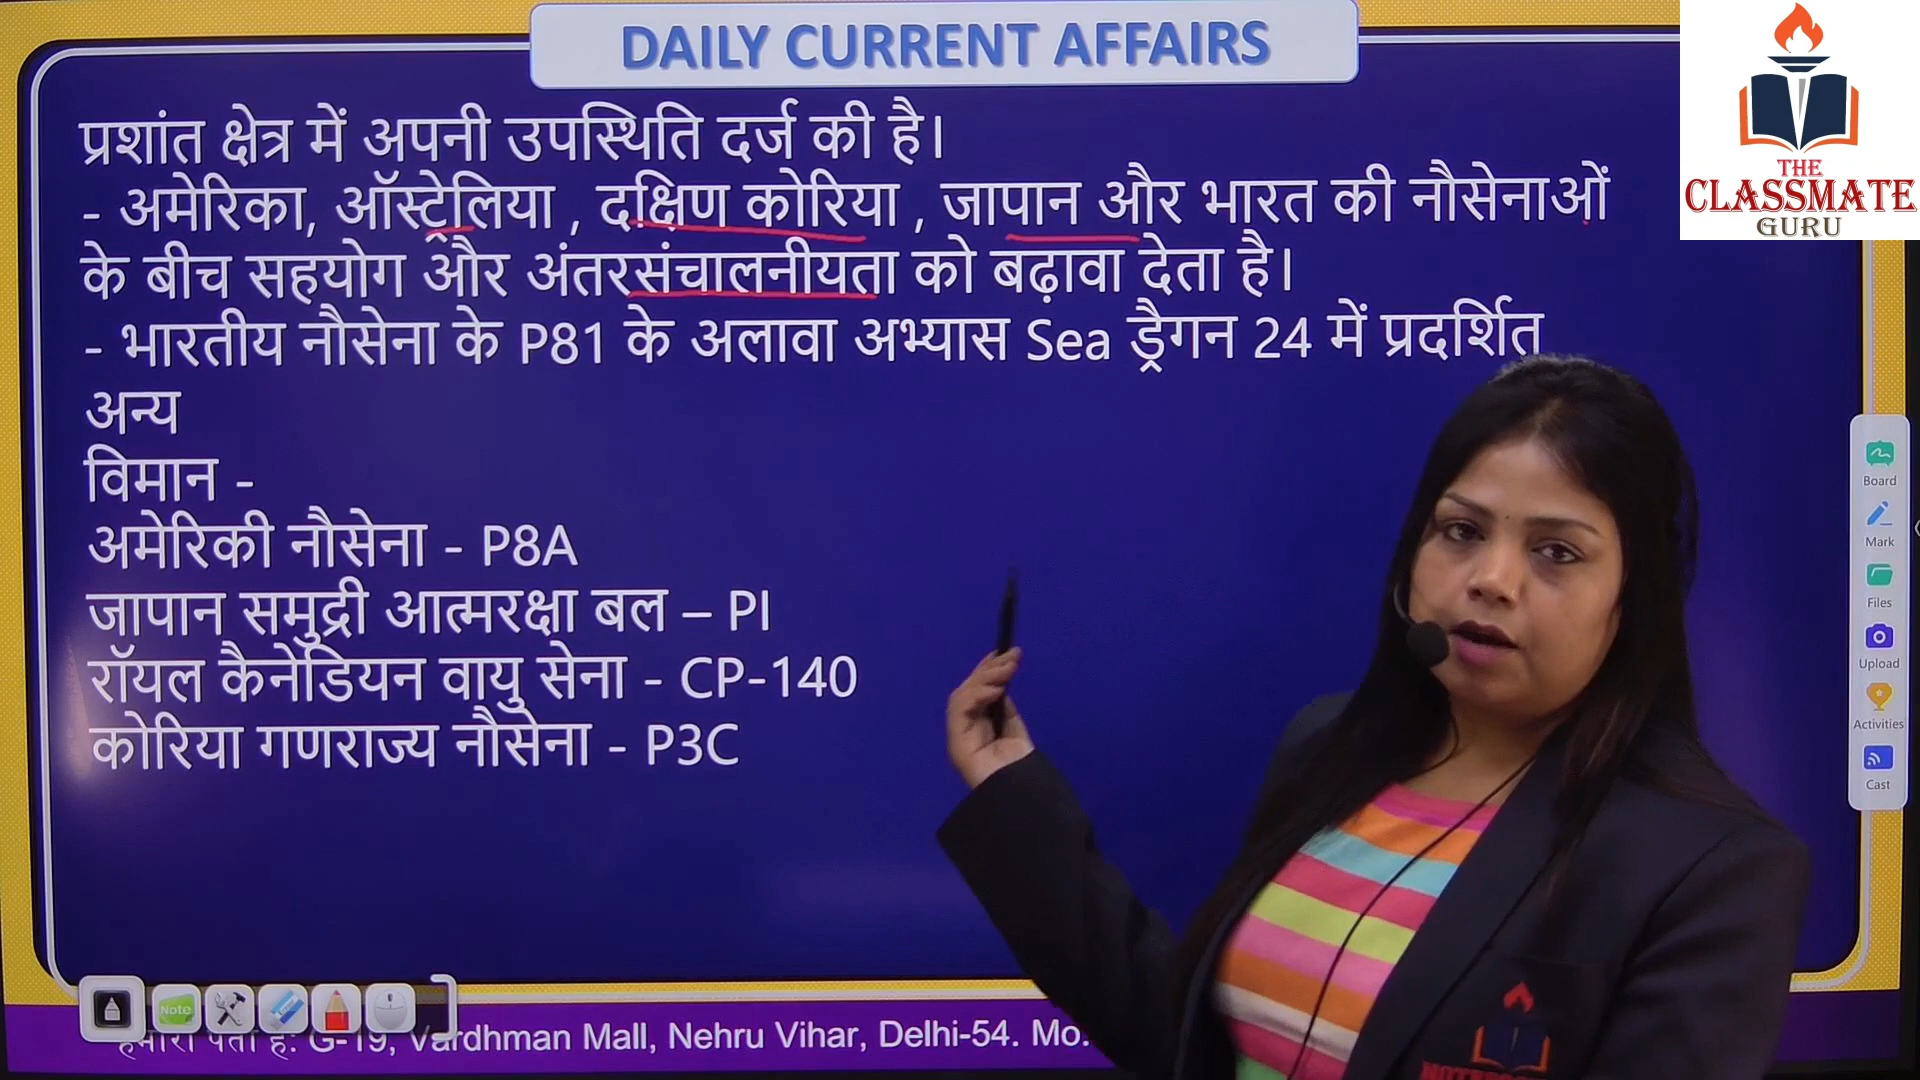 DAILY CURRENT AFFAIRS
THE
CLASSMATE
GURU
प्रशांत क्षेत्र में अपनी उपस्थिति दर्ज की है।
- अमेरिका, ऑस्ट्रेलिया , दक्षिण कोरिया , जापान और भारत की नौसेनाओं
के बीच सहयोग और अंतरसंचालनीयता को बढ़ावा देता है।
- भारतीय नौसेना के P81 के अलावा अभ्यास Sea ड्रैगन 24 में प्रदर्शित
अन्य
विमान -
अमेरिकी नौसेना - P8A
जापान समुद्री आत्मरक्षा बल – PI
रॉयल कैनेडियन वायु सेना - CP-140
कोरिया गणराज्य नौसेना - P3C
Board
Mark
Files
Upload
Activities
Cast
Note
हमारा पता है: G-19, Vardhman Mall, Nehru Vihar, Delhi-54. Mo.